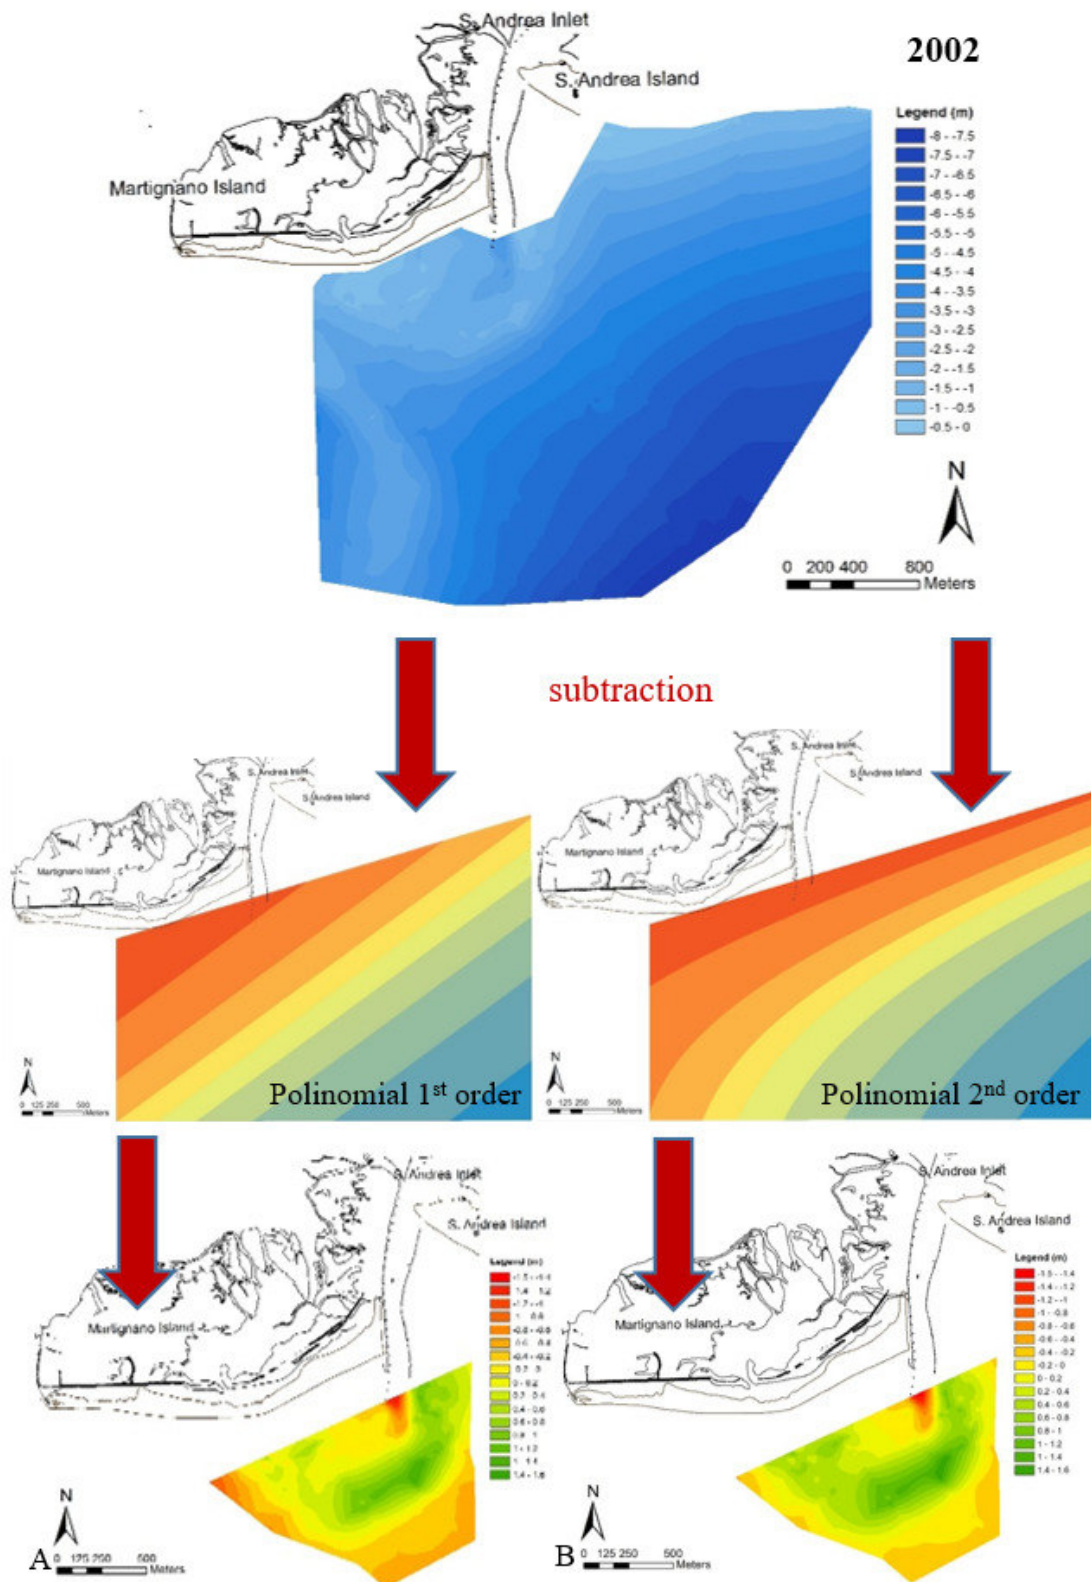 S. Andrea Inlet
2002
S. Andrea Island
Legend (m)
-8 - -7.5
-7.5 - -7
-7 - -6.5
-6.5 - -6
-6 - -5.5
-5.5 - -5
-5 - -4.5
-4.5 - -4
-4 - -3.5
-3.5 - -3
-3 - -2.5
-2.5 - -2
-2 - -1.5
-1.5 - -1
-1 - -0.5
-0.5 - 0
Martignano Island
N
0 200 400 800
Meters
subtraction
S. Andrea Inlet
S. Andrea Island
Martignano Island
N
0 125 250 500
Meters
Polinomial 1st order
S. Andrea Inlet
S. Andrea Island
Martignano Island
N
0 125 250 500
Meters
Polinomial 2nd order
S. Andrea Inlet
S. Andrea Island
Legend (m)
Martignano Island
N
0 125 250 500
Meters
A
S. Andrea Inlet
S. Andrea Island
Legend (m)
-1.5 - -1.4
-1.4 - -1.2
-1.2 - -1
-1 - -0.8
-0.8 - -0.6
-0.6 - -0.4
-0.4 - -0.2
-0.2 - 0
0 - 0.2
0.2 - 0.4
0.4 - 0.6
0.6 - 0.8
0.8 - 1
1 - 1.2
1 - 1.4
1.4 - 1.6
Martignano Island
N
0 125 250 500
Meters
B